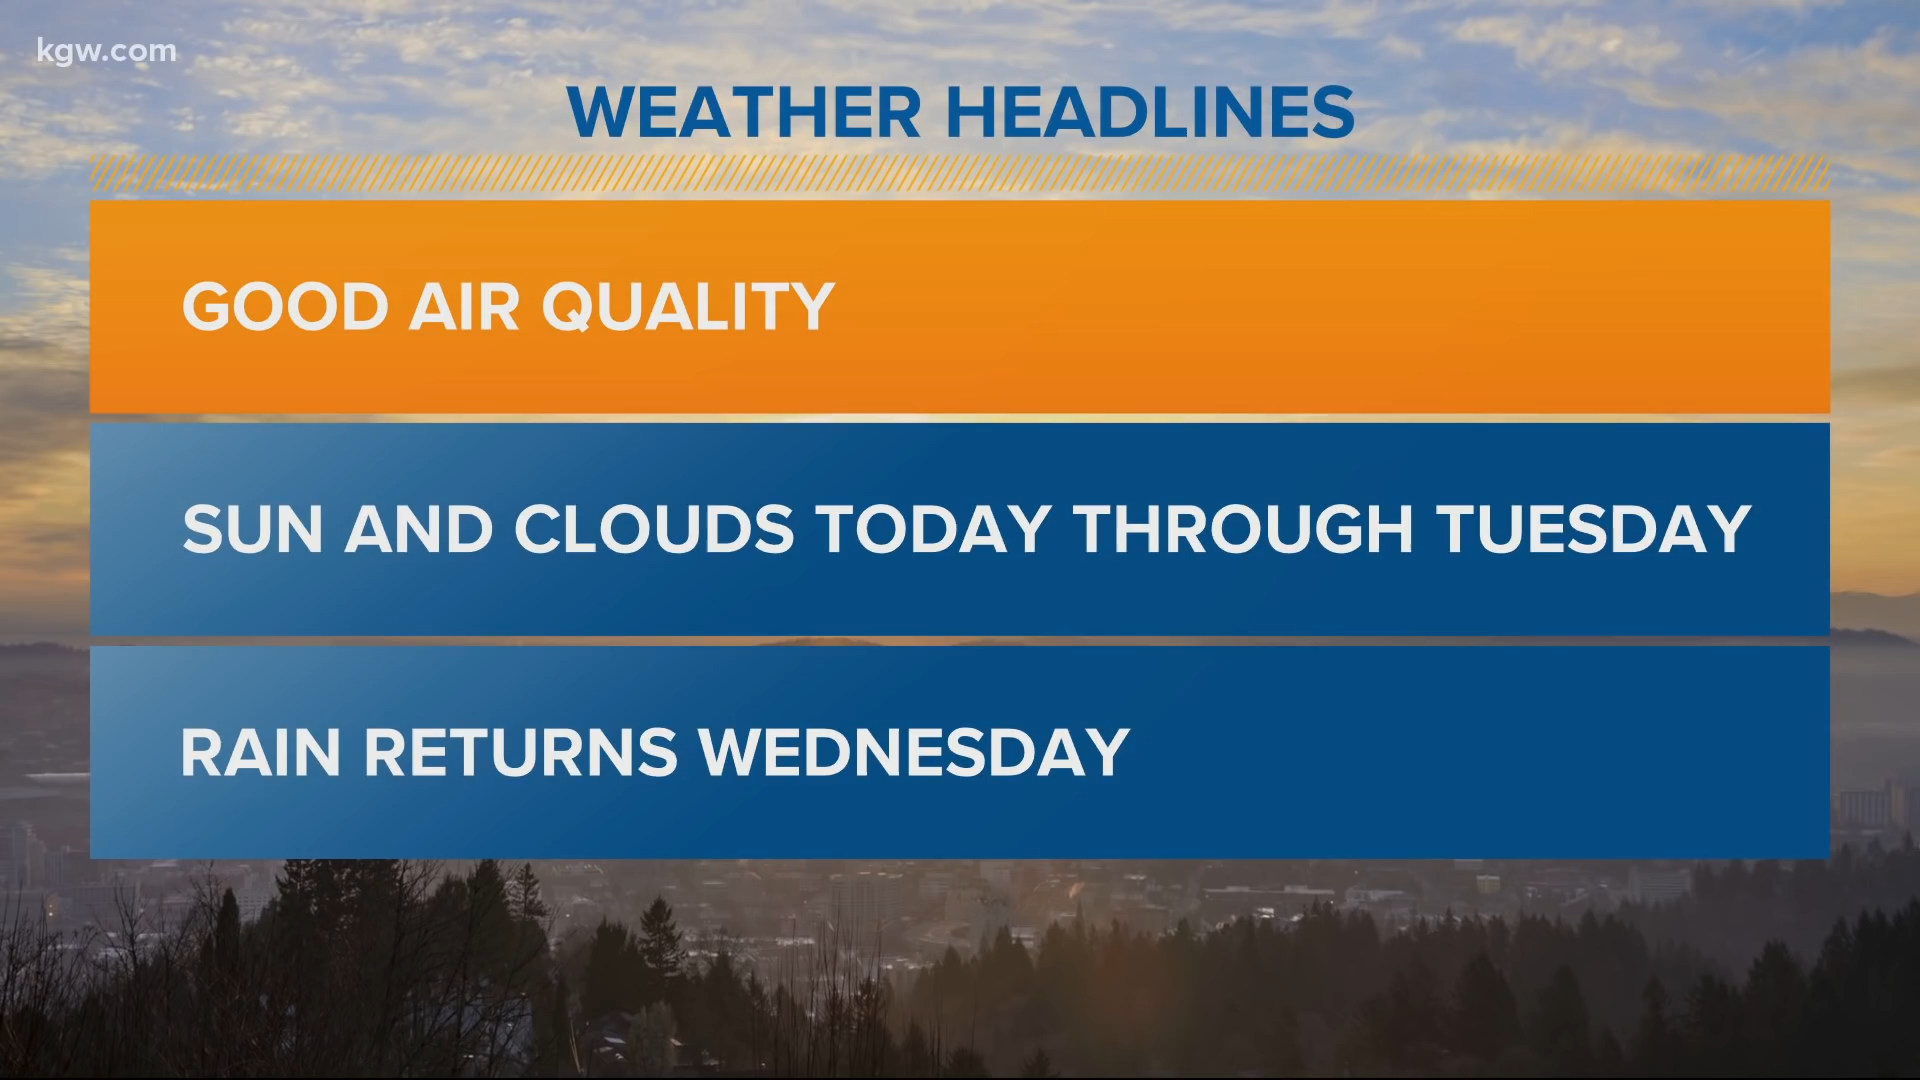 kgw.com
WEATHER HEADLINES
GOOD AIR QUALITY
SUN AND CLOUDS TODAY THROUGH TUESDAY
RAIN RETURNS WEDNESDAY